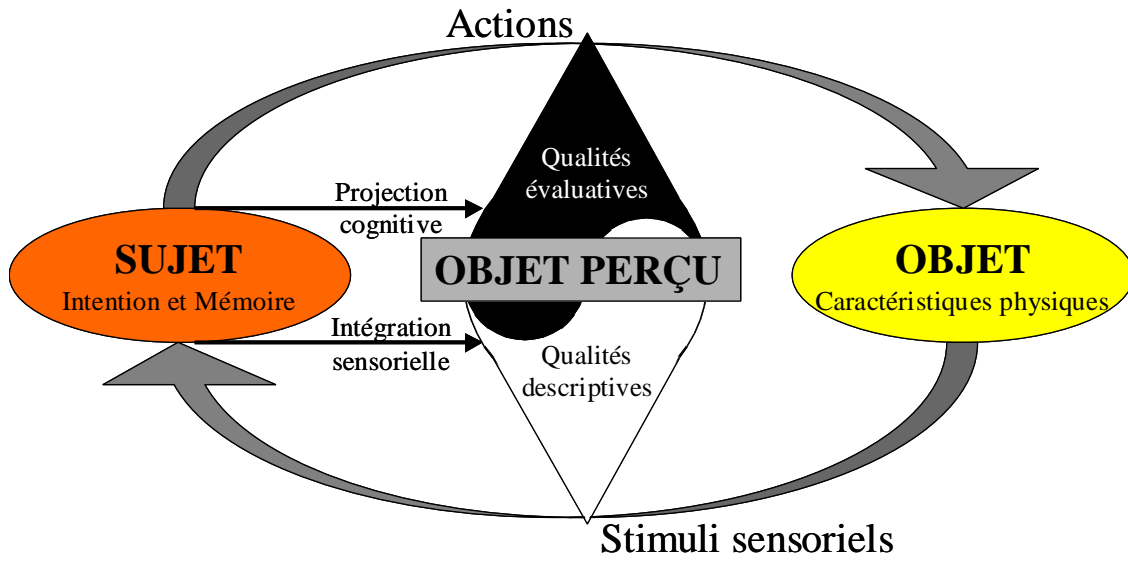 Actions
Qualités
évaluatives
Projection
cognitive
SUJET
Intention et Mémoire
OBJET PERÇU
OBJET
Caractéristiques physiques
Intégration
sensorielle
Qualités
descriptives
Stimuli sensoriels